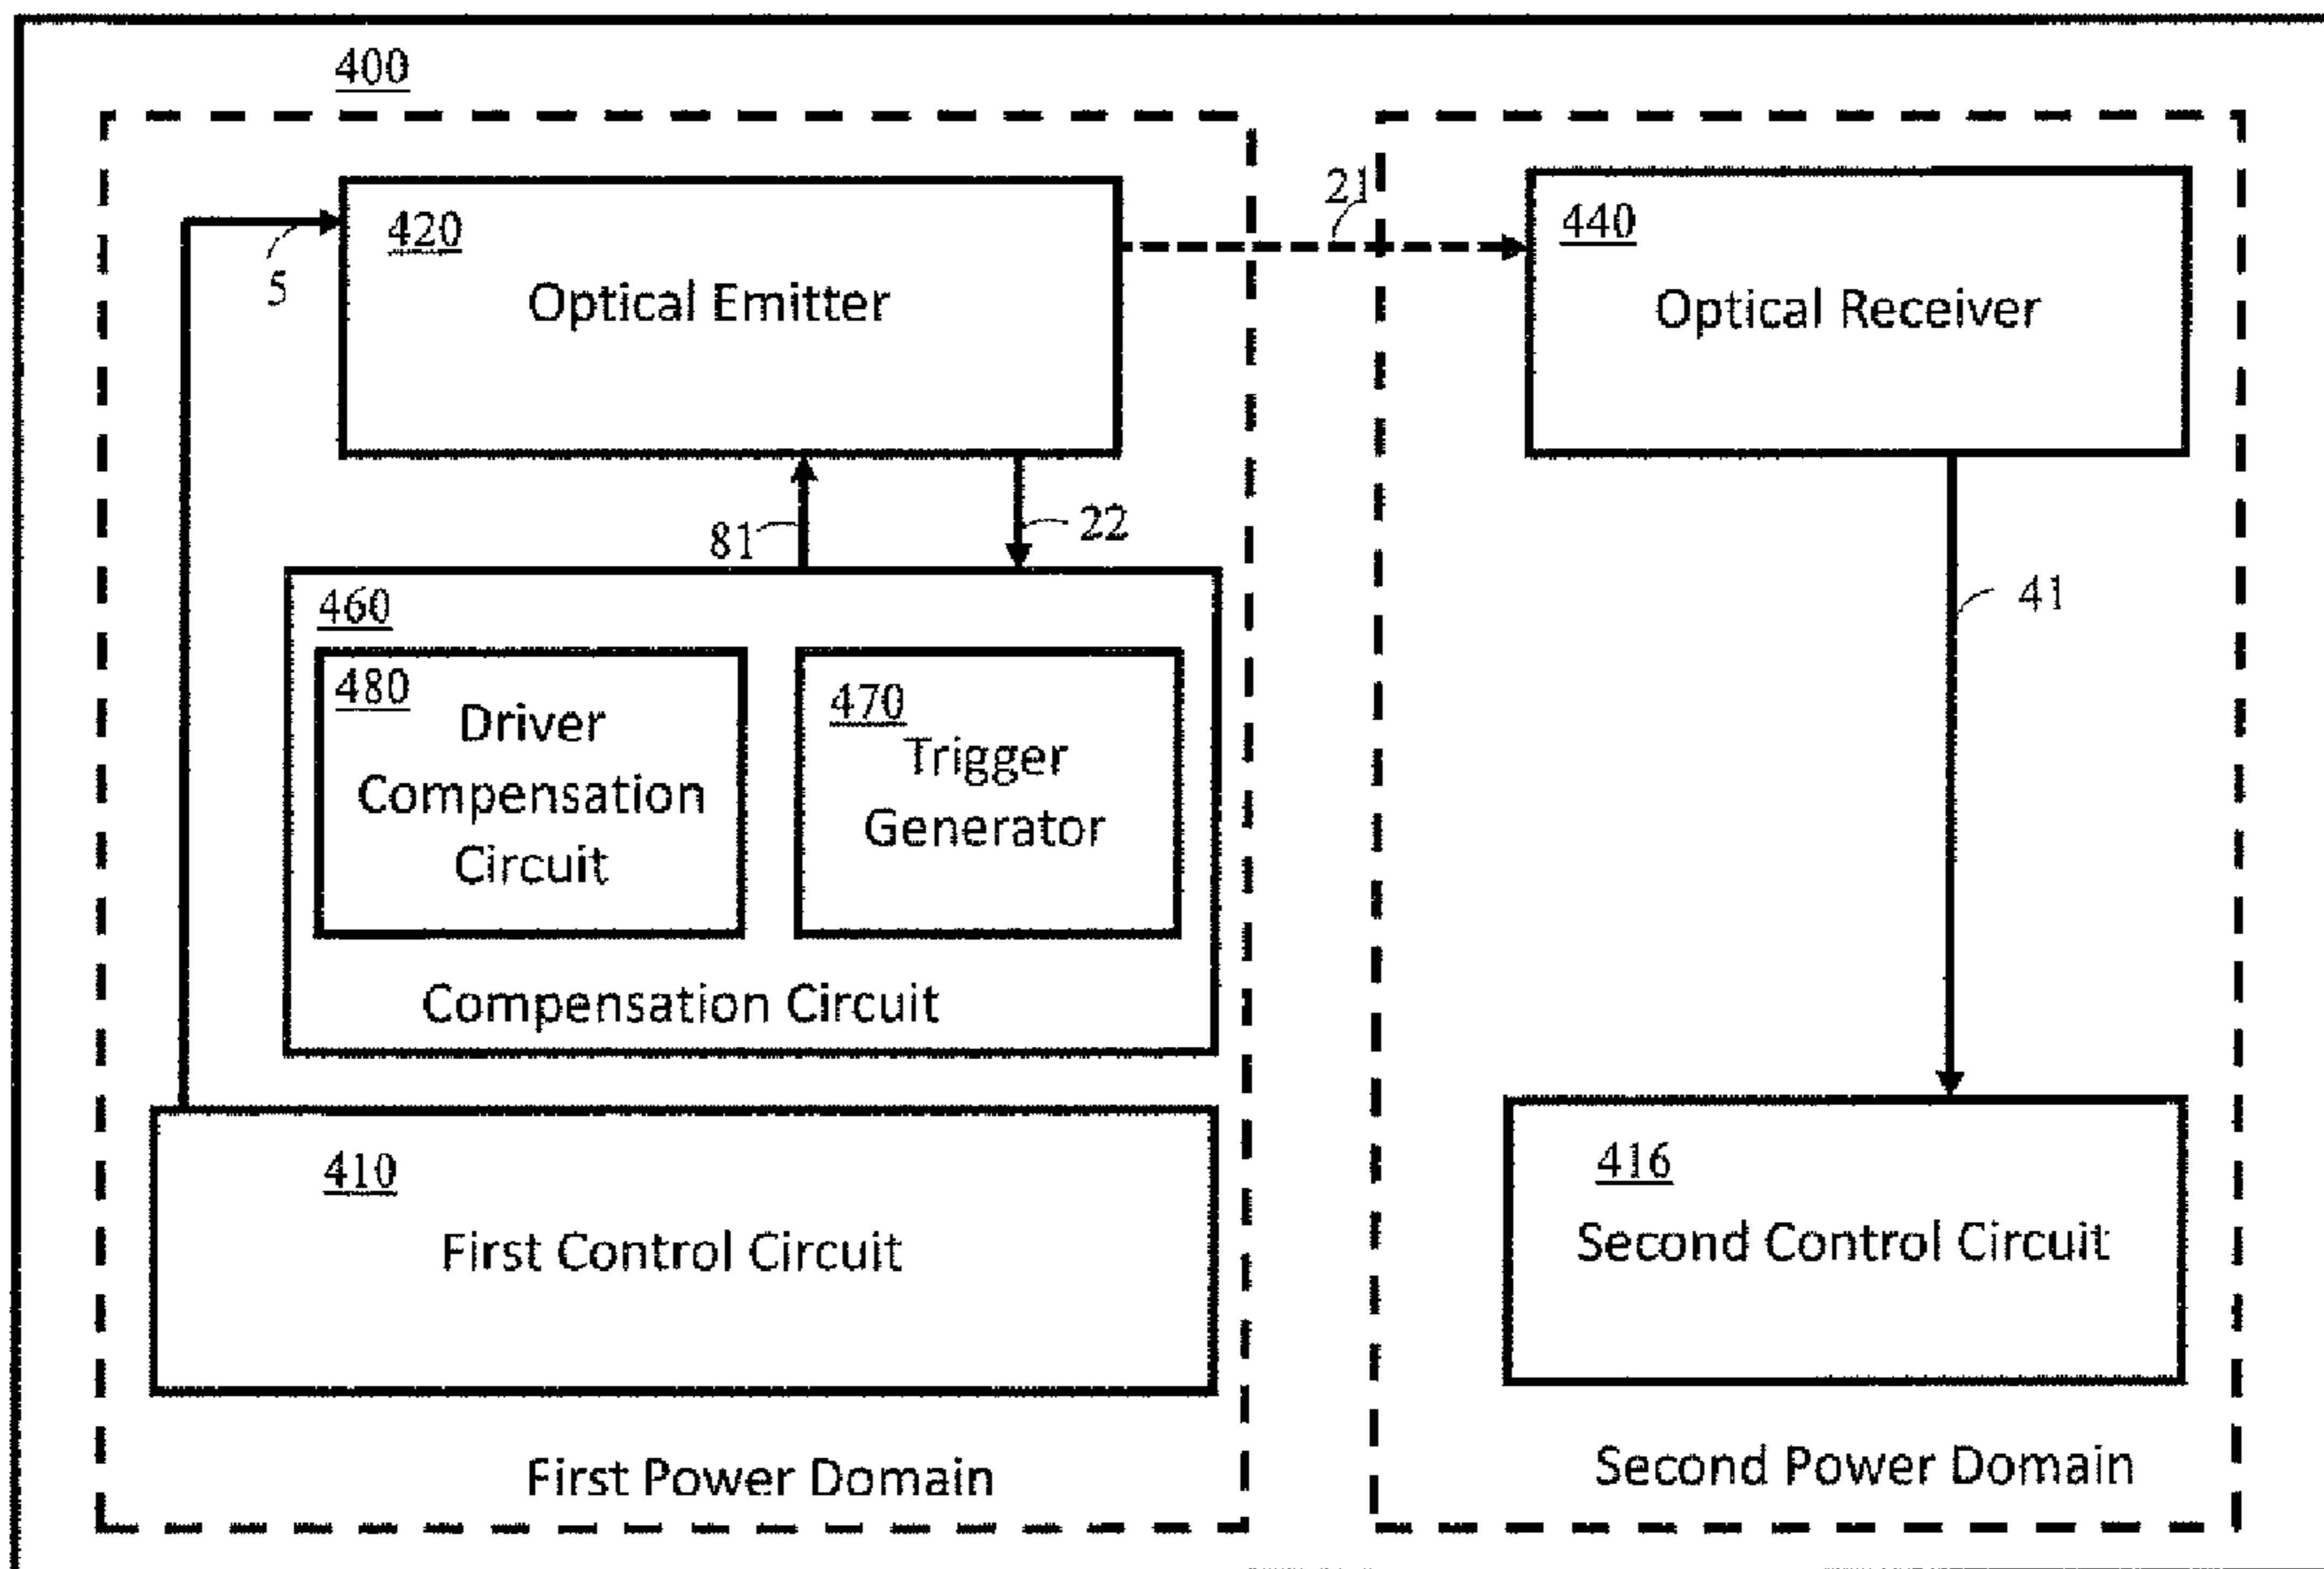 400
420
Optical Emitter
5
21
440
Optical Receiver
81
22
41
460
480
Driver
Compensation
Circuit
470
Trigger
Generator
Compensation Circuit
410
First Control Circuit
416
Second Control Circuit
First Power Domain
Second Power Domain